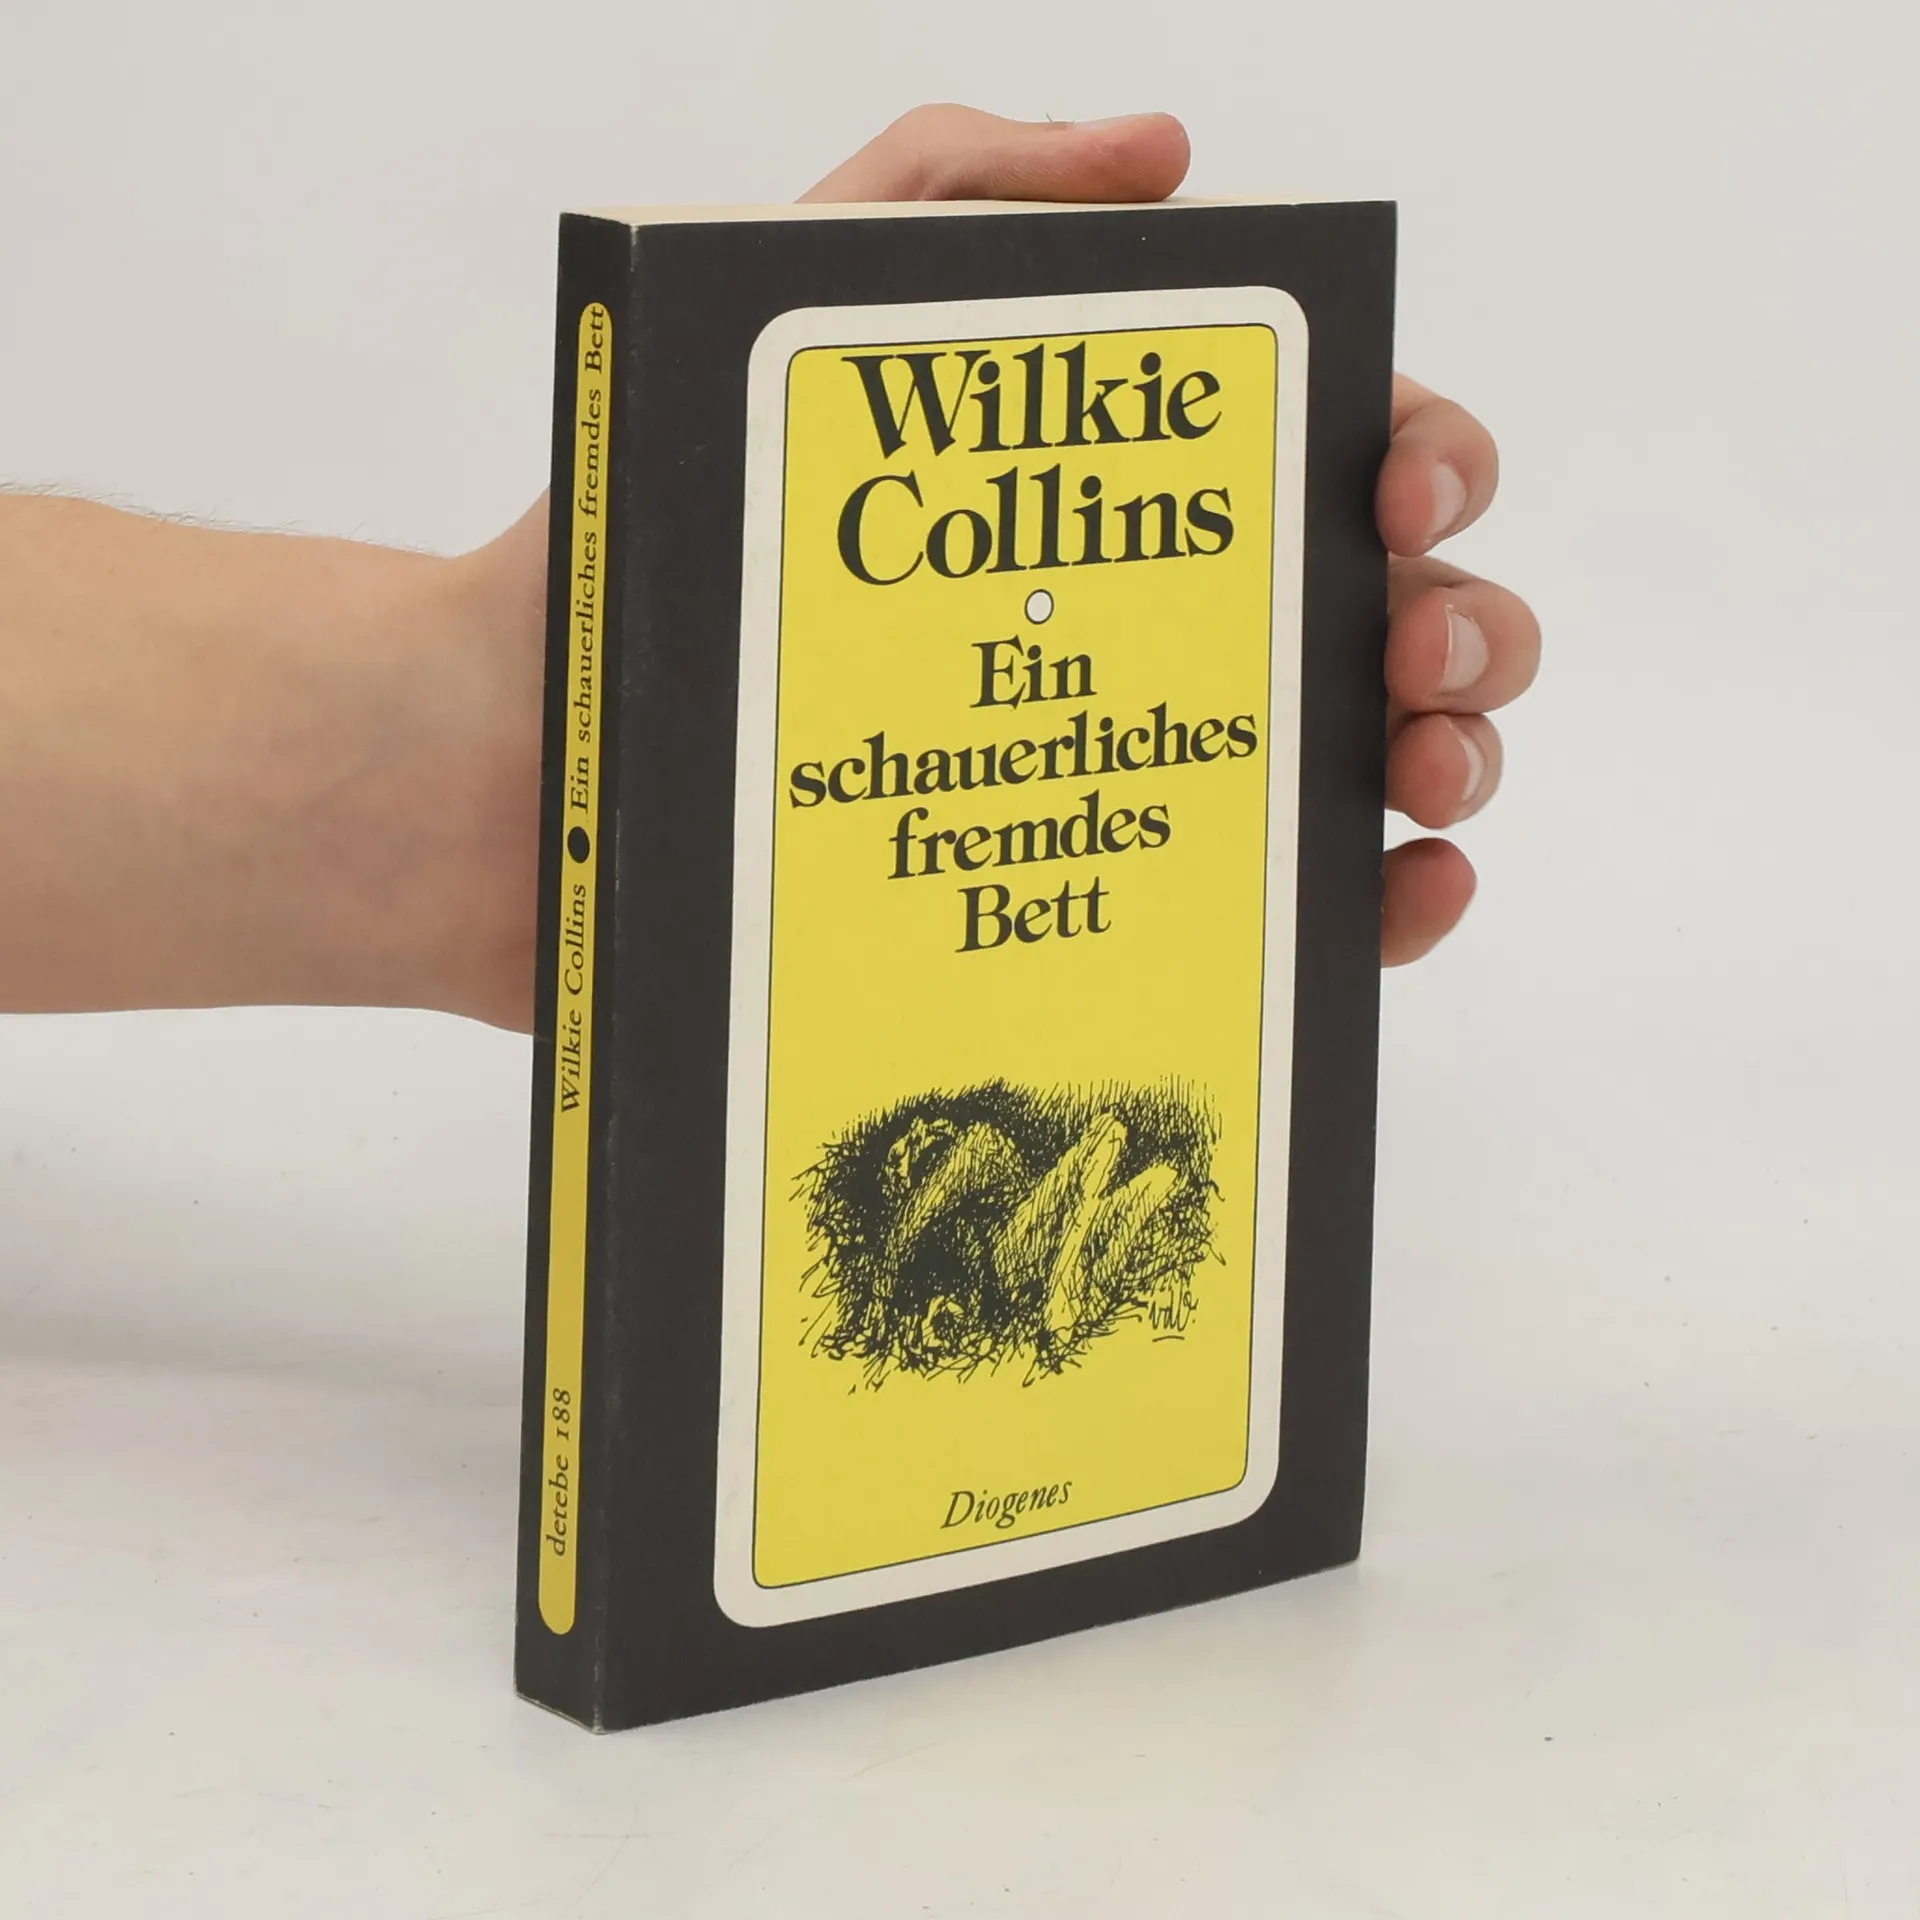 Wilkie
Collins
Ein
schauerliches
fremdes
Bett
Diogenes
Wilkie Collins ● Ein schauerliches fremdes Bett
detebe 188